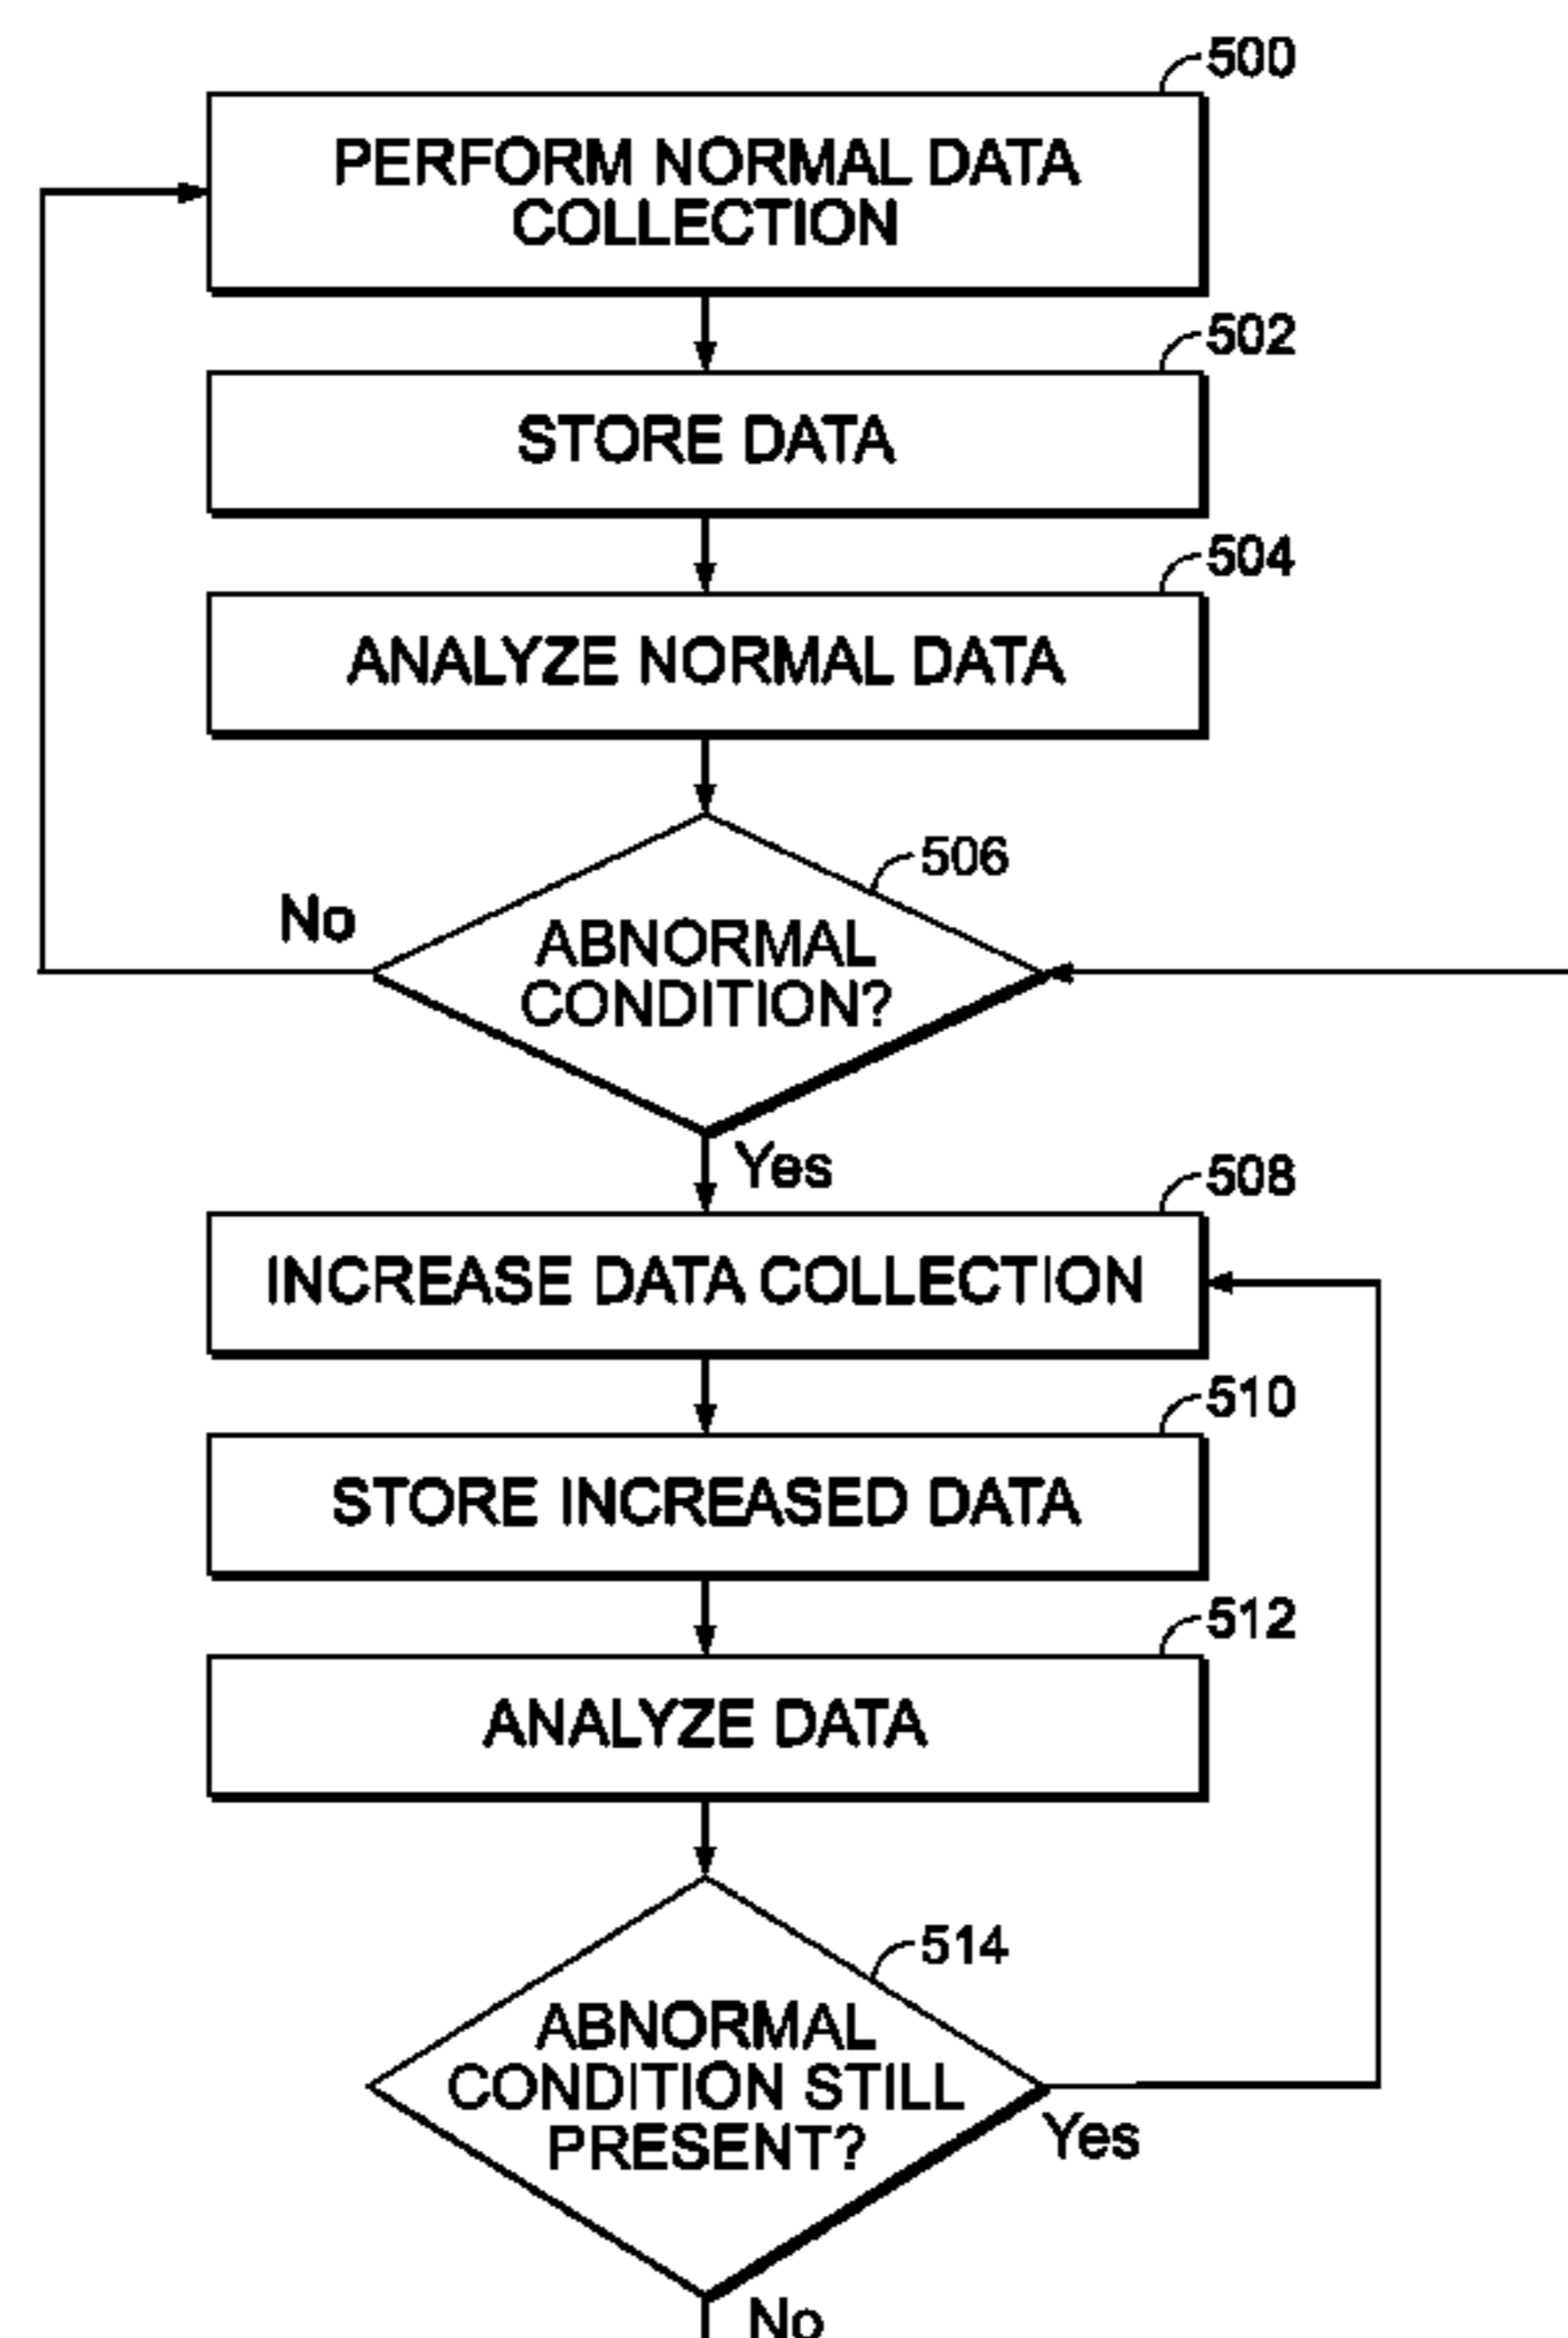 500
PERFORM NORMAL DATA
COLLECTION
502
STORE DATA
504
ANALYZE NORMAL DATA
506
No
ABNORMAL
CONDITION?
Yes
508
INCREASE DATA COLLECTION
510
STORE INCREASED DATA
512
ANALYZE DATA
514
ABNORMAL
CONDITION STILL
PRESENT?
Yes
No